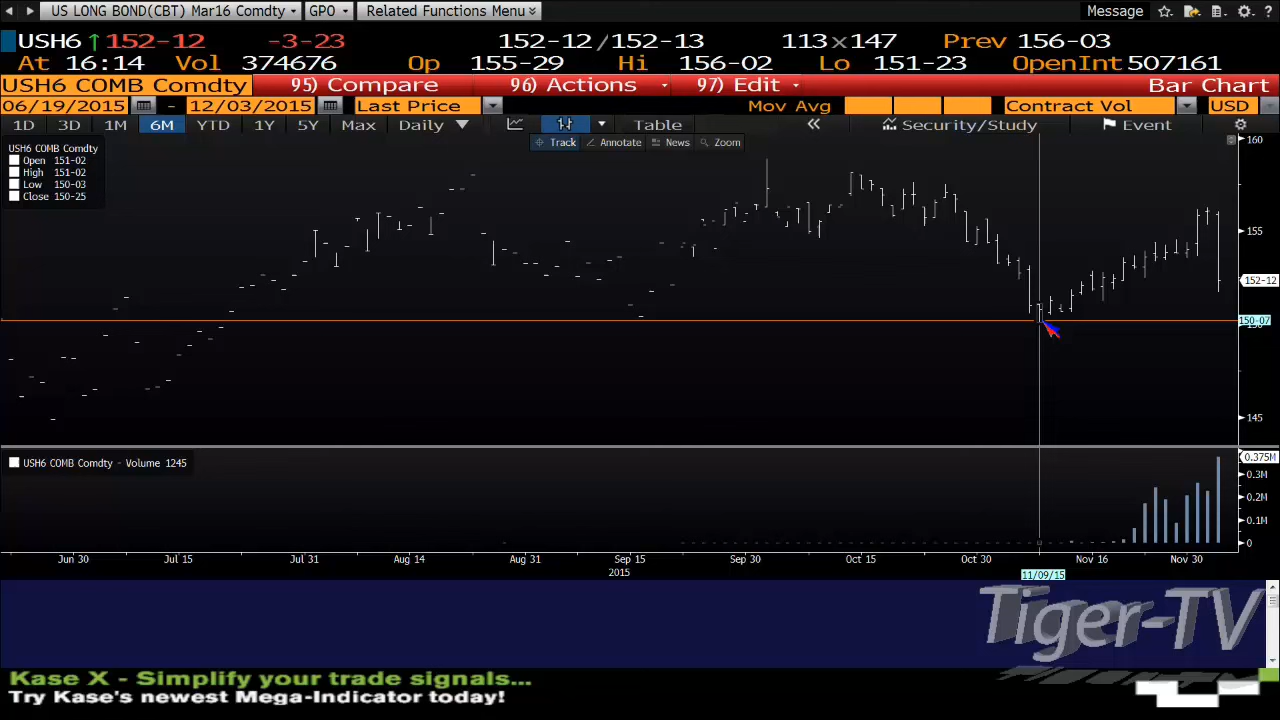 US LONG BOND(CBT) Mar16 Comdty GPO Related Functions Menu Message ?
USH6 ↑152-12 -3-23 152-12/152-13 113x147 Prev 156-03
At 16:14 Vol 374676 Op 155-29 Hi 156-02 Lo 151-23 OpenInt 507161
USH6 COMB Comdty 95) Compare 96) Actions 97) Edit Bar Chart
06/19/2015 - 12/03/2015 Last Price Mov Avg Contract Vol USD
1D 3D 1M 6M YTD 1Y 5Y Max Daily Table « Security/Study Event
Track Annotate News Zoom
USH6 COMB Comdty
Open 151-02
High 151-02
Low 150-03
Close 150-25
160
155
152-12
150-07
145
USH6 COMB Comdty - Volume 1245
0.375M
0.3M
0.2M
0.1M
0
Jun 30 Jul 15 Jul 31 Aug 14 Aug 31 Sep 15 Sep 30 Oct 15 Oct 30 Nov 16 Nov 30
2015 11/09/15
Tiger-TV
Kase X - Simplify your trade signals...
Try Kase's newest Mega-Indicator today!